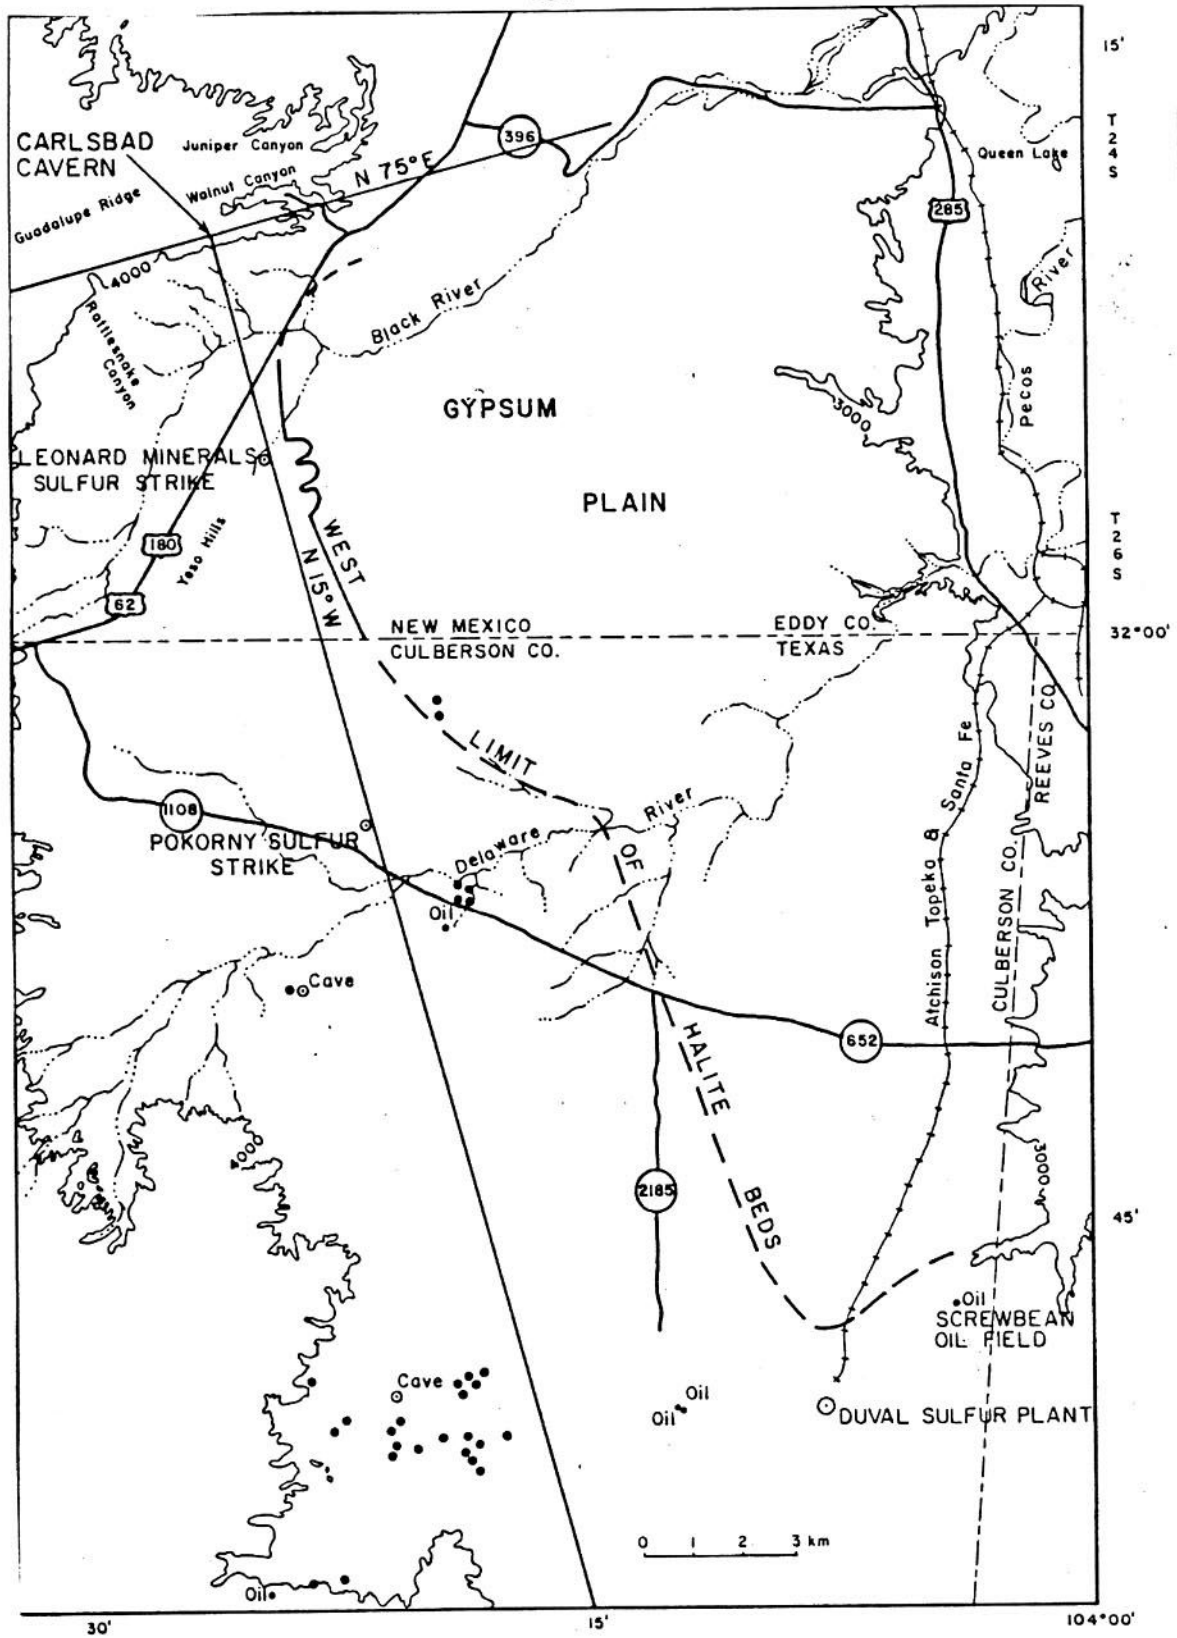 15'
CARLSBAD
CAVERN
Juniper Canyon
396
T
24
S
Queen Lake
Guadalupe Ridge
Walnut Canyon
N 75° E
285
4000
River
Rattlesnake
Canyon
Black River
Pecos
GYPSUM
3000
LEONARD MINERALS
SULFUR STRIKE
PLAIN
WEST
T
26
S
180
Yeso Hills
N 15° W
62
NEW MEXICO
CULBERSON CO.
EDDY CO.
TEXAS
32°00'
LIMIT
Santa Fe
REEVES CO.
1108
POKORNY SULFUR
STRIKE
Delaware
River
OF
Atchison Topeka &
CULBERSON CO.
Oil
Cave
HALITE
652
4000
3000
2185
BEDS
45'
Oil
SCREWBEAN
OIL FIELD
Cave
Oil
Oil
DUVAL SULFUR PLANT
0 1 2 3 km
Oil
30'
15'
104°00'